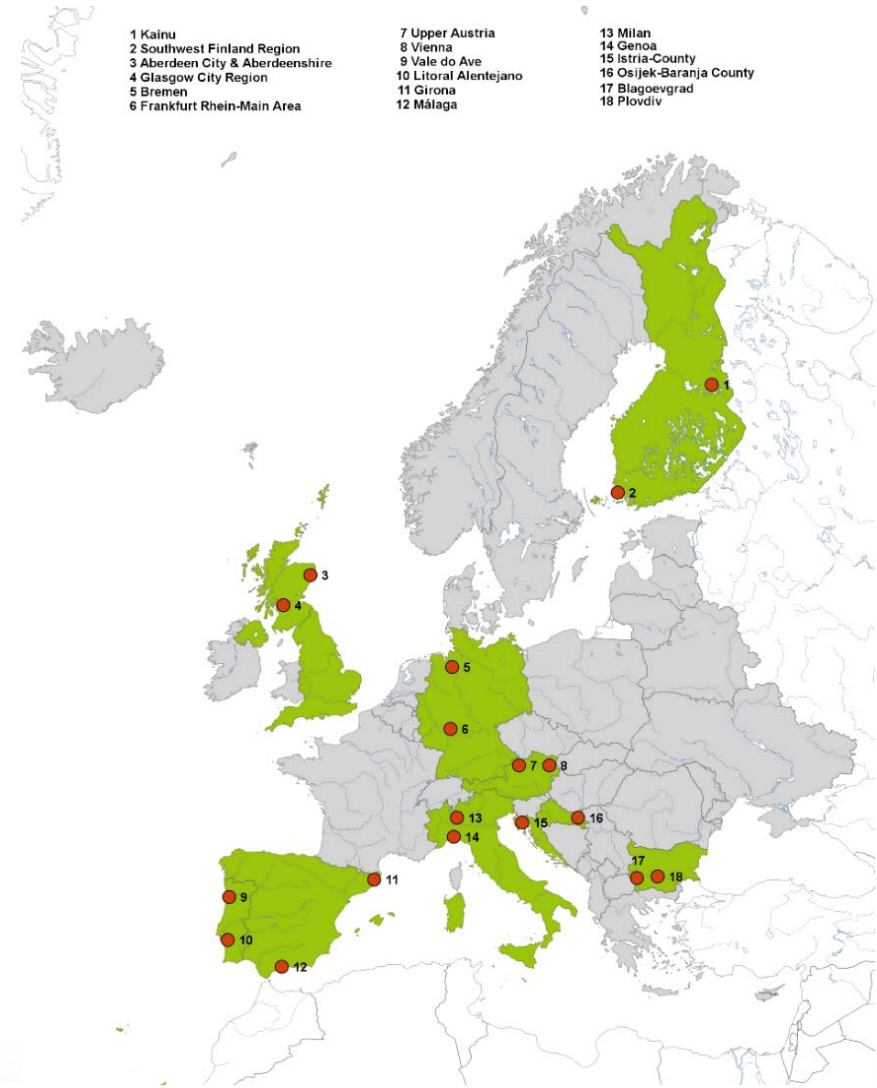 1 Kainu
2 Southwest Finland Region
3 Aberdeen City & Aberdeenshire
4 Glasgow City Region
5 Bremen
6 Frankfurt Rhein-Main Area
7 Upper Austria
8 Vienna
9 Vale do Ave
10 Litoral Alentejano
11 Girona
12 Málaga
13 Milan
14 Genoa
15 Istria-County
16 Osijek-Baranja County
17 Blagoevgrad
18 Plovdiv
1
2
3
4
5
6
7 8
13
14
15
16
17
18
11
9
10
12